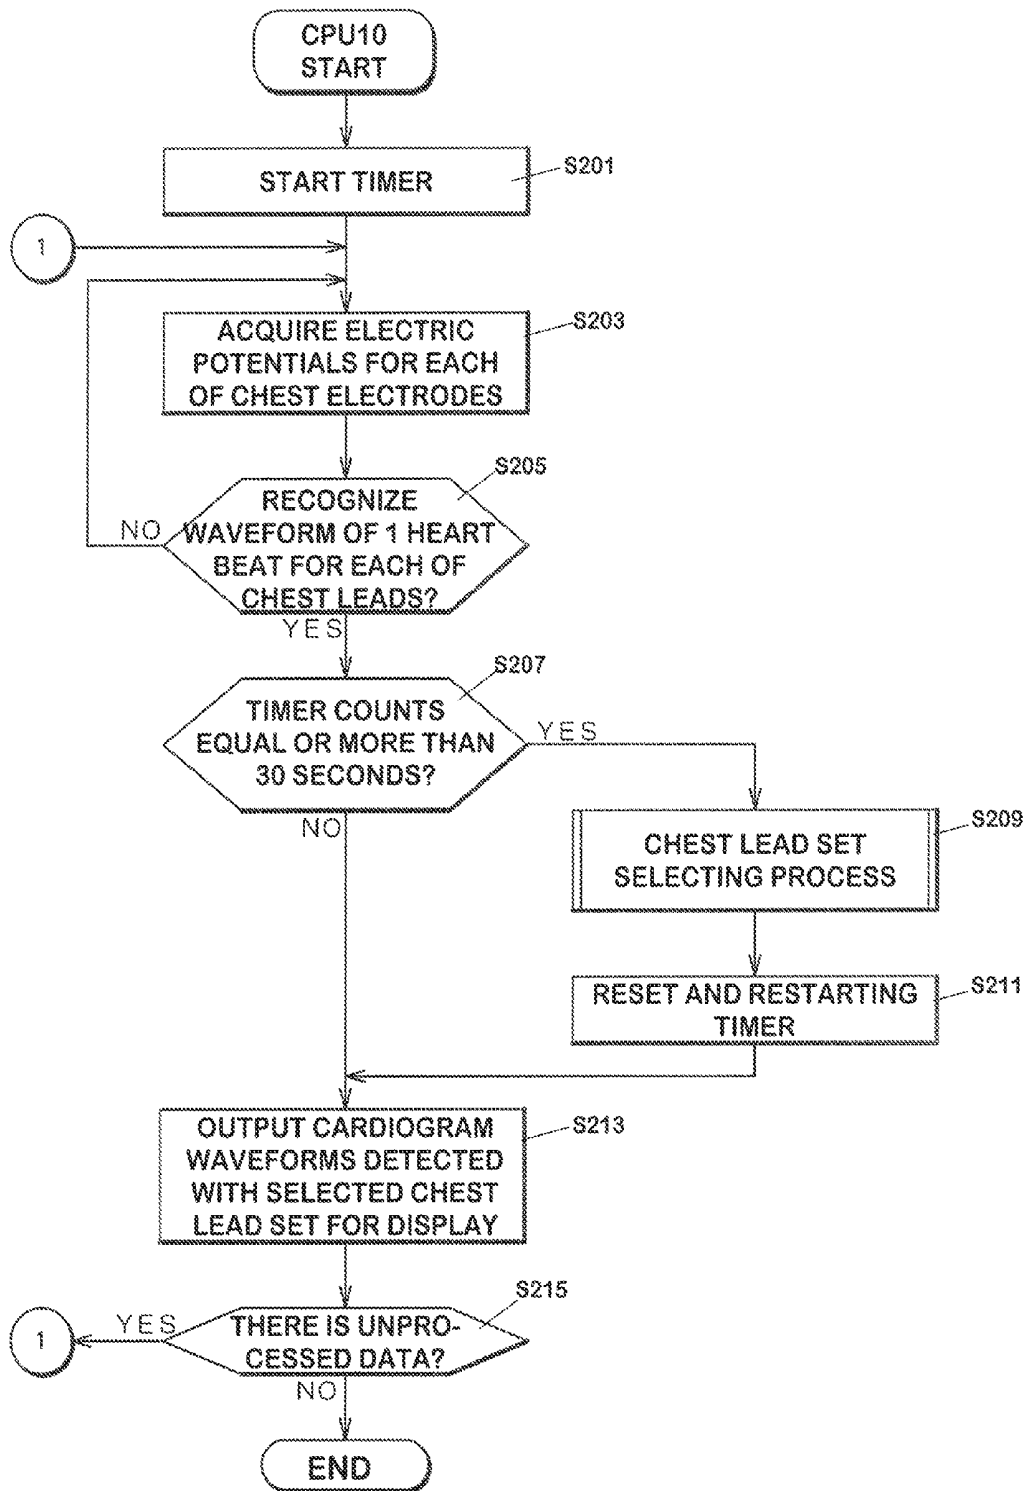 CPU10
START
START TIMER
S201
1
ACQUIRE ELECTRIC
POTENTIALS FOR EACH
OF CHEST ELECTRODES
S203
RECOGNIZE
WAVEFORM OF 1 HEART
BEAT FOR EACH OF
CHEST LEADS?
S205
NO
YES
TIMER COUNTS
EQUAL OR MORE THAN
30 SECONDS?
S207
YES
NO
CHEST LEAD SET
SELECTING PROCESS
S209
RESET AND RESTARTING
TIMER
S211
OUTPUT CARDIOGRAM
WAVEFORMS DETECTED
WITH SELECTED CHEST
LEAD SET FOR DISPLAY
S213
THERE IS UNPRO-
CESSED DATA?
S215
YES
1
NO
END